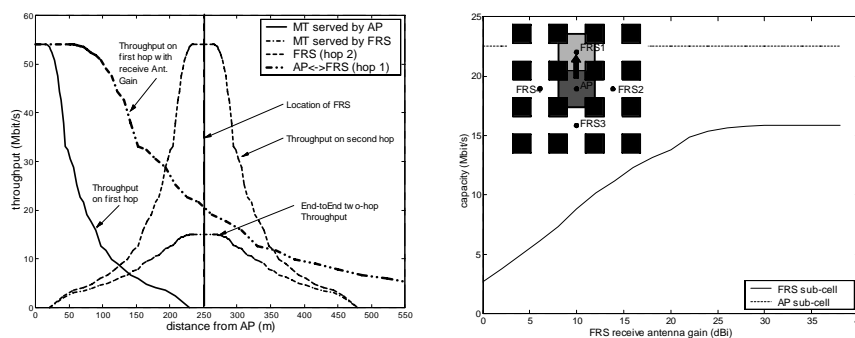 MT served by AP
MT served by FRS
FRS (hop 2)
AP<->FRS (hop 1)
Throughput on
first hop with
receive Ant.
Gain
Location of FRS
Throughput on second hop
Throughput
on first hop
End-toEnd two-hop
Throughput
throughput (Mbit/s)
60
50
40
30
20
10
0
0 50 100 150 200 250 300 350 400 450 500 550
distance from AP (m)
capacity (Mbit/s)
25
20
15
10
5
0
FRS1
FRS4
AP
FRS2
FRS3
FRS sub-cell
AP sub-cell
0 5 10 15 20 25 30 35 40
FRS receive antenna gain (dBi)